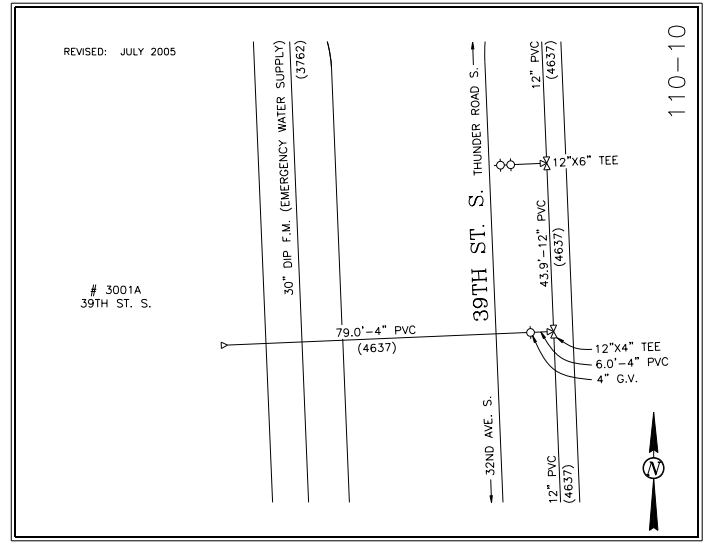 REVISED: JULY 2005
110-10
30" DIP F.M. (EMERGENCY WATER SUPPLY)
(3762)
39TH ST. S.
THUNDER ROAD S.
12" PVC
(4637)
12"X6" TEE
43.9'-12" PVC
(4637)
# 3001A
39TH ST. S.
79.0'-4" PVC
(4637)
12"X4" TEE
6.0'-4" PVC
4" G.V.
32ND AVE. S.
12" PVC
(4637)
N